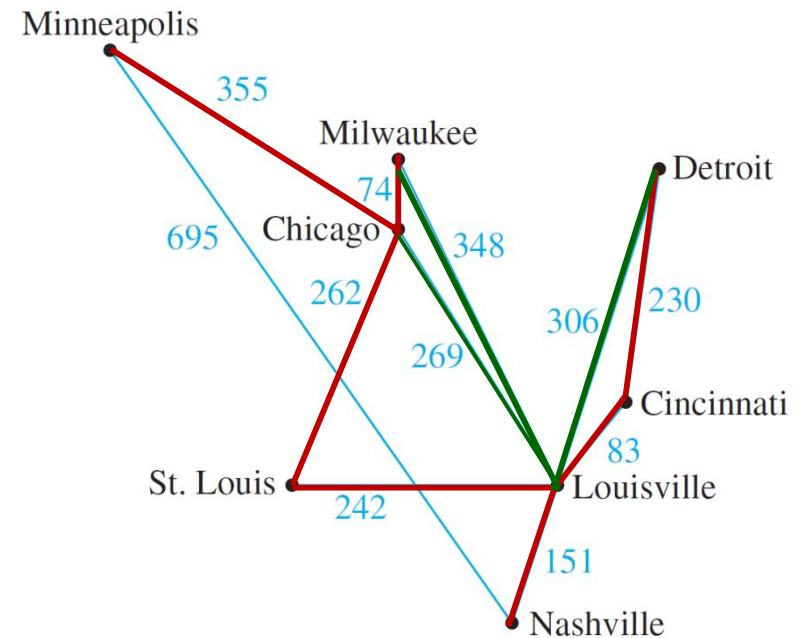 Minneapolis
355
Milwaukee
Detroit
74
Chicago
695
348
262
230
306
269
Cincinnati
83
St. Louis
Louisville
242
151
Nashville